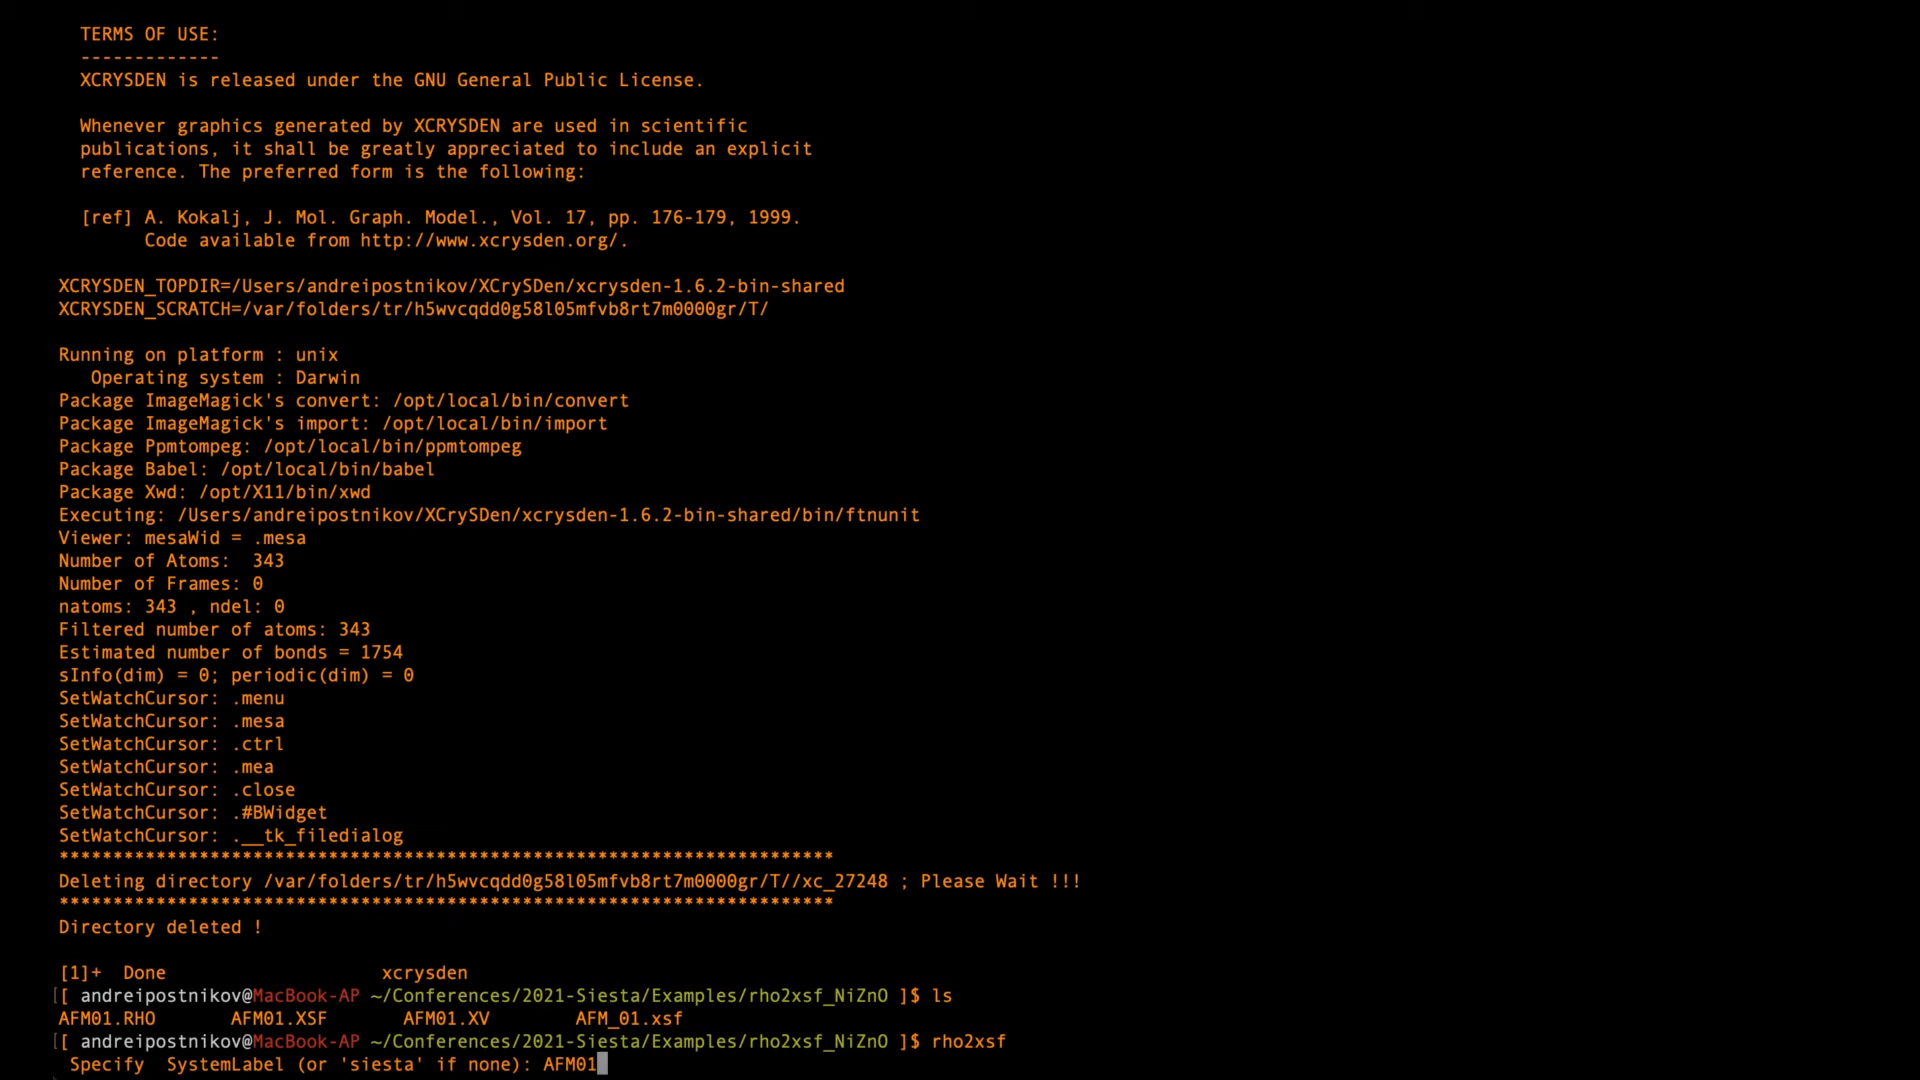 TERMS OF USE:
-------------
XCRYSDEN is released under the GNU General Public License.
Whenever graphics generated by XCRYSDEN are used in scientific
publications, it shall be greatly appreciated to include an explicit
reference. The preferred form is the following:
[ref] A. Kokalj, J. Mol. Graph. Model., Vol. 17, pp. 176-179, 1999.
Code available from http://www.xcrysden.org/.
XCRYSDEN_TOPDIR=/Users/andreipostnikov/XCrySDen/xcrysden-1.6.2-bin-shared
XCRYSDEN_SCRATCH=/var/folders/tr/h5wvcqdd0g58l05mfvb8rt7m0000gr/T/
Running on platform : unix
Operating system : Darwin
Package ImageMagick's convert: /opt/local/bin/convert
Package ImageMagick's import: /opt/local/bin/import
Package Ppmtompeg: /opt/local/bin/ppmtompeg
Package Babel: /opt/local/bin/babel
Package Xwd: /opt/X11/bin/xwd
Executing: /Users/andreipostnikov/XCrySDen/xcrysden-1.6.2-bin-shared/bin/ftnunit
Viewer: mesaWid = .mesa
Number of Atoms:  343
Number of Frames: 0
natoms: 343 , ndel: 0
Filtered number of atoms: 343
Estimated number of bonds = 1754
sInfo(dim) = 0; periodic(dim) = 0
SetWatchCursor: .menu
SetWatchCursor: .mesa
SetWatchCursor: .ctrl
SetWatchCursor: .mea
SetWatchCursor: .close
SetWatchCursor: .#BWidget
SetWatchCursor: .__tk_filedialog
************************************************************************
Deleting directory /var/folders/tr/h5wvcqdd0g58l05mfvb8rt7m0000gr/T//xc_27248 ; Please Wait !!!
************************************************************************
Directory deleted !
[1]+  Done                    xcrysden
[[ andreipostnikov@MacBook-AP ~/Conferences/2021-Siesta/Examples/rho2xsf_NiZnO ]$ ls
AFM01.RHO       AFM01.XSF       AFM01.XV        AFM_01.xsf
[[ andreipostnikov@MacBook-AP ~/Conferences/2021-Siesta/Examples/rho2xsf_NiZnO ]$ rho2xsf
Specify  SystemLabel (or 'siesta' if none): AFM01